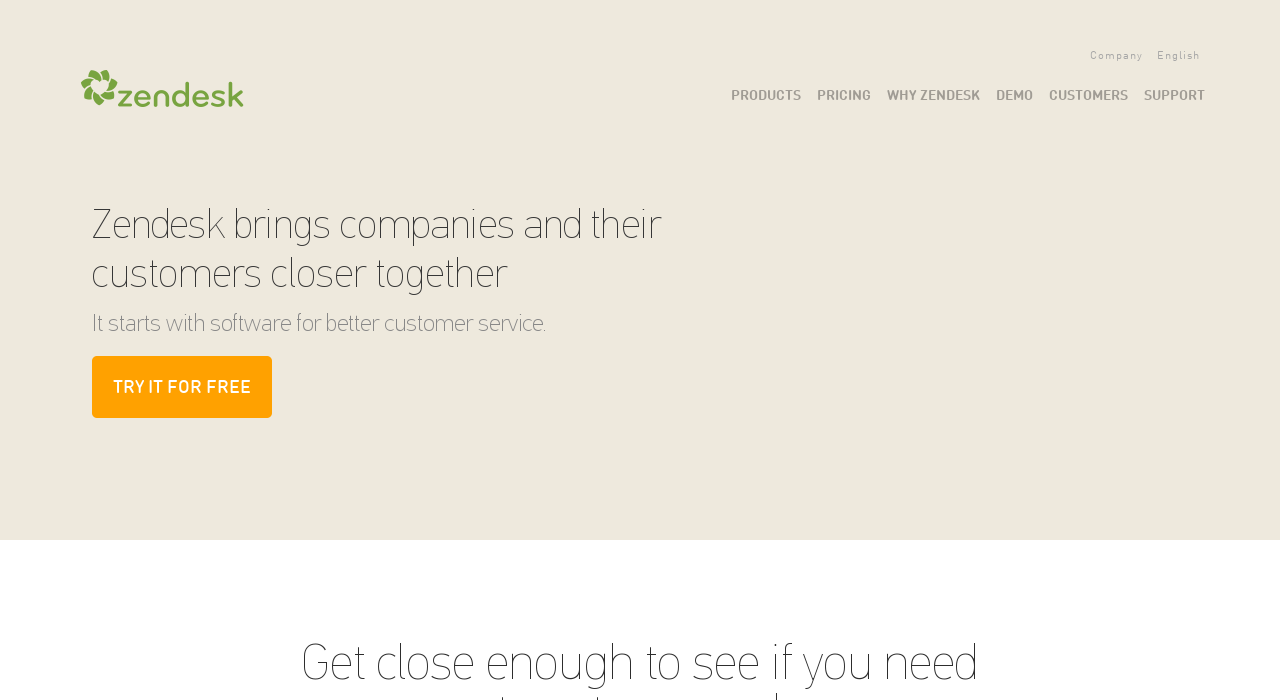 Company English
zendesk
PRODUCTS PRICING WHY ZENDESK DEMO CUSTOMERS SUPPORT
Zendesk brings companies and their
customers closer together
It starts with software for better customer service.
TRY IT FOR FREE
Get close enough to see if you need